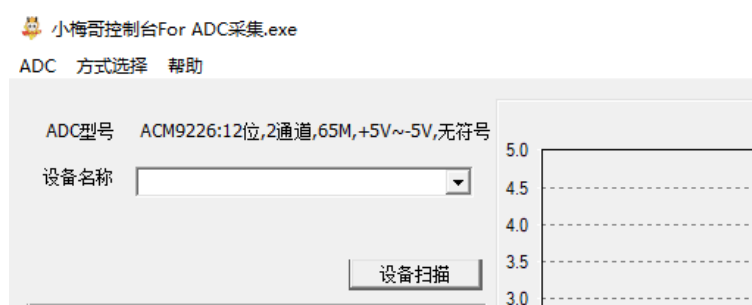 小梅哥控制台For ADC采集.exe
ADC 方式选择 帮助
ADC型号 ACM9226:12位,2通道,65M,+5V~-5V,无符号
设备名称
设备扫描
5.0
4.5
4.0
3.5
3.0